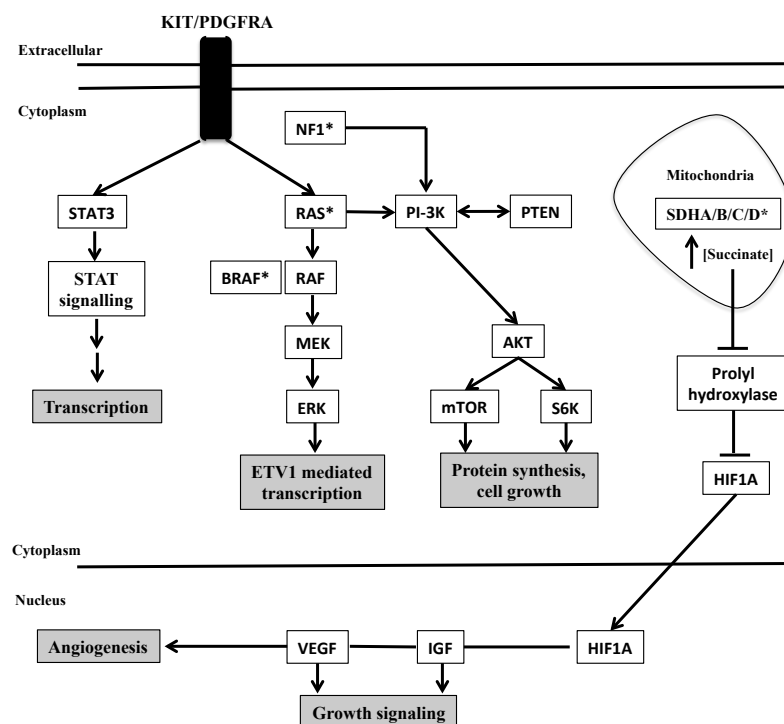 KIT/PDGFRA
Extracellular
Cytoplasm
NF1*
Mitochondria
STAT3
RAS*
PI-3K
PTEN
SDHA/B/C/D*
[Succinate]
STAT
signalling
BRAF*
RAF
MEK
AKT
Prolyl
hydroxylase
Transcription
ERK
mTOR
S6K
ETV1 mediated
transcription
Protein synthesis,
cell growth
HIF1A
Cytoplasm
Nucleus
Angiogenesis
VEGF
IGF
HIF1A
Growth signaling